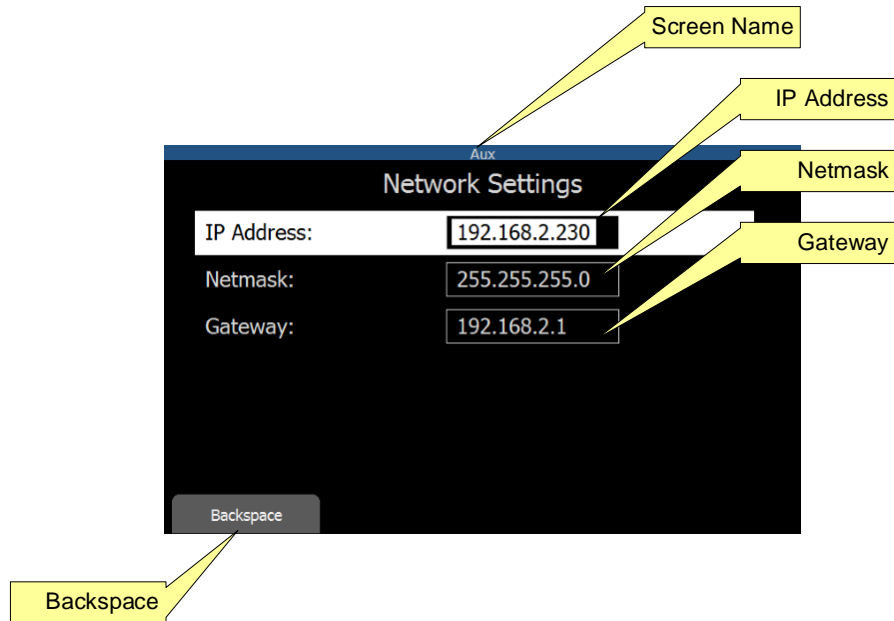 Screen Name
IP Address
Aux
Netmask
Network Settings
IP Address: 192.168.2.230
Gateway
Netmask: 255.255.255.0
Gateway: 192.168.2.1
Backspace
Backspace